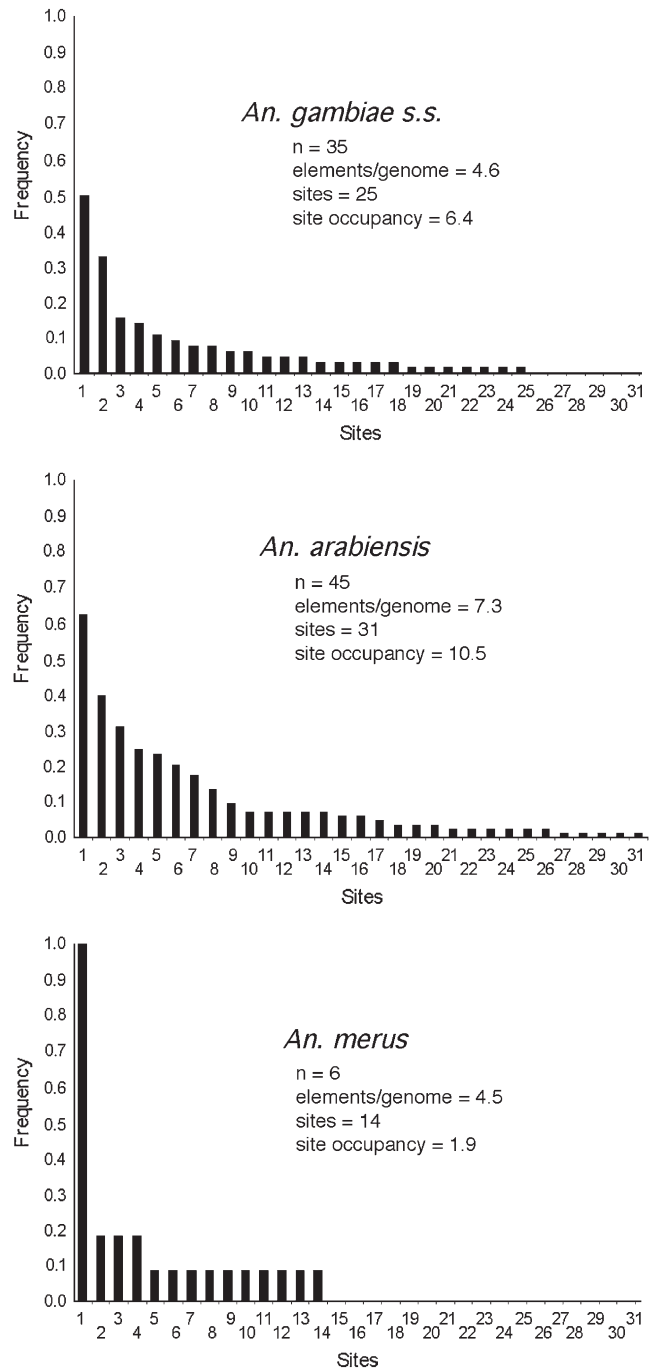 1.0
0.9
0.8
0.7
0.6
0.5
0.4
0.3
0.2
0.1
0.0
Frequency
An. gambiae s.s.
n = 35
elements/genome = 4.6
sites = 25
site occupancy = 6.4
1 3 5 7 9 11 13 15 17 19 21 23 25 27 29 31
2 4 6 8 10 12 14 16 18 20 22 24 26 28 30
Sites
1.0
0.9
0.8
0.7
0.6
0.5
0.4
0.3
0.2
0.1
0.0
Frequency
An. arabiensis
n = 45
elements/genome = 7.3
sites = 31
site occupancy = 10.5
1 3 5 7 9 11 13 15 17 19 21 23 25 27 29 31
2 4 6 8 10 12 14 16 18 20 22 24 26 28 30
Sites
1.0
0.9
0.8
0.7
0.6
0.5
0.4
0.3
0.2
0.1
0.0
Frequency
An. merus
n = 6
elements/genome = 4.5
sites = 14
site occupancy = 1.9
1 3 5 7 9 11 13 15 17 19 21 23 25 27 29 31
2 4 6 8 10 12 14 16 18 20 22 24 26 28 30
Sites